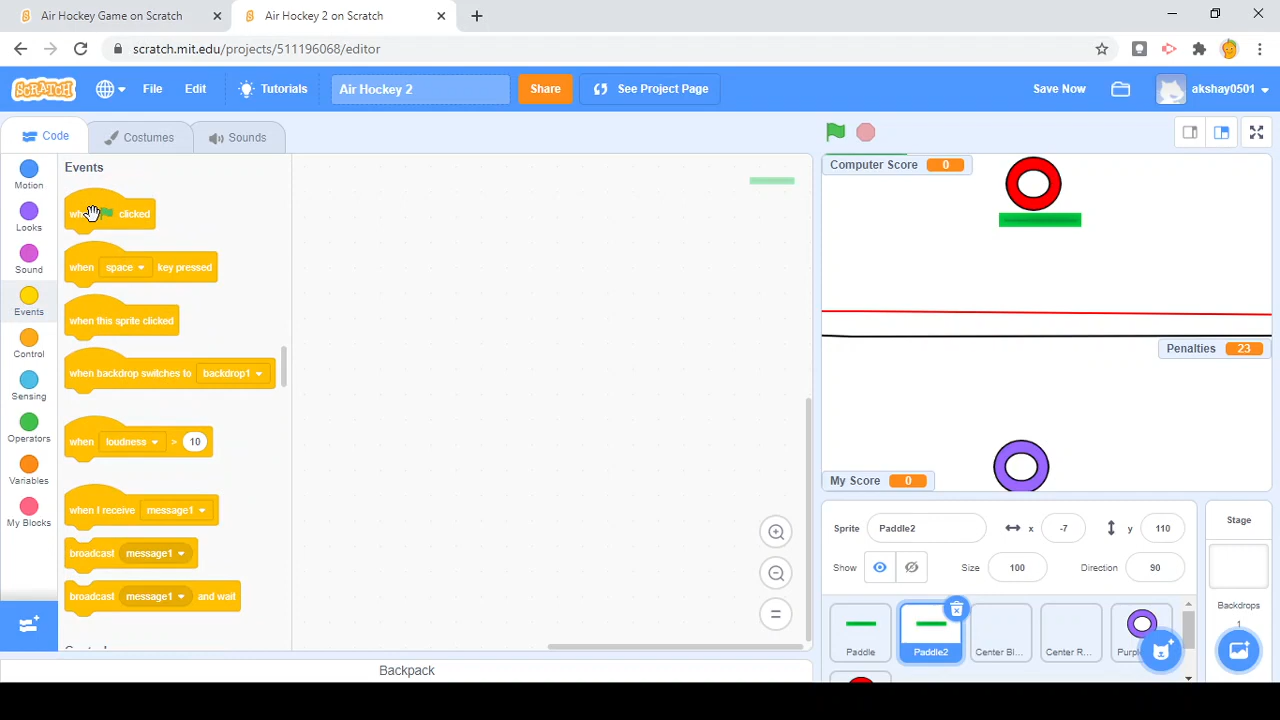 Air Hockey Game on Scratch
Air Hockey 2 on Scratch
scratch.mit.edu/projects/511196068/editor
SCRATCH
File
Edit
Tutorials
Air Hockey 2
Share
See Project Page
Save Now
akshay0501
Code
Costumes
Sounds
Motion
Looks
Sound
Events
Control
Sensing
Operators
Variables
My Blocks
Events
when clicked
when space key pressed
when this sprite clicked
when backdrop switches to backdrop1
when loudness > 10
when I receive message1
broadcast message1
broadcast message1 and wait
Computer Score 0
Penalties 23
My Score 0
Sprite Paddle2 x -7 y 110
Show Size 100 Direction 90
Paddle
Paddle2
Center Bl...
Center R...
Stage
Backdrops
1
Backpack